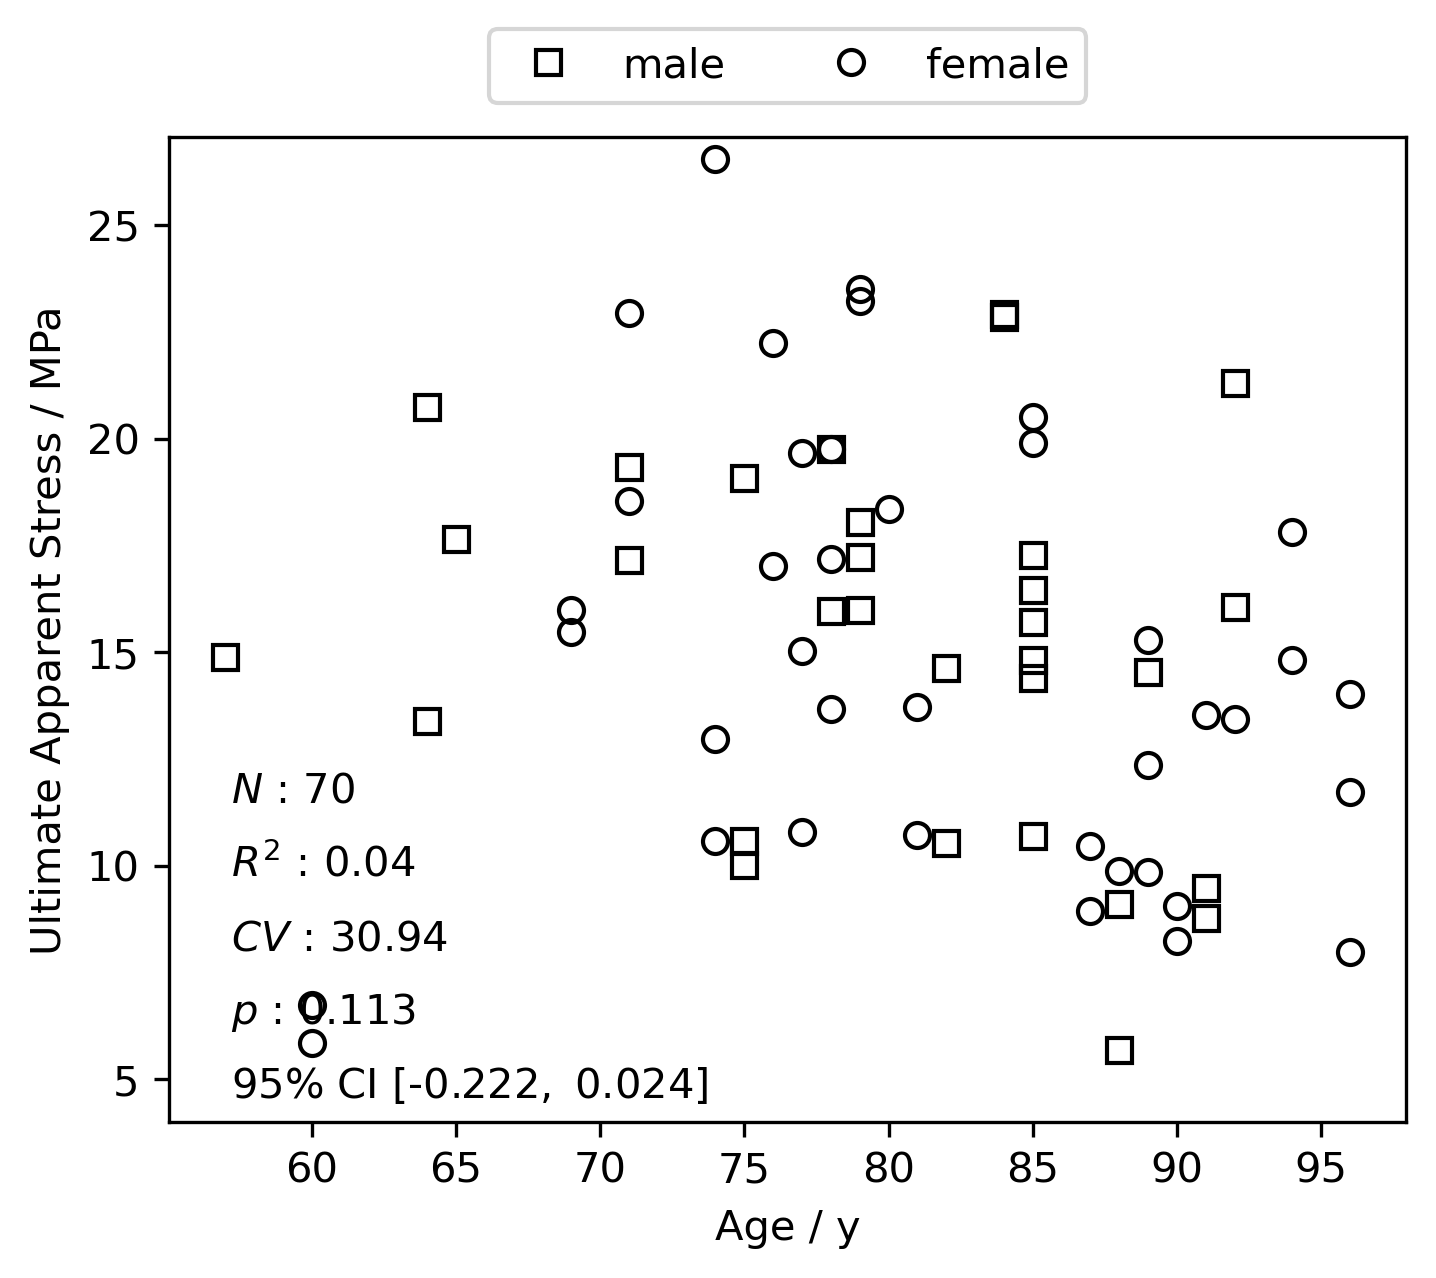 male female
25
20
15
10
5
Ultimate Apparent Stress / MPa
N : 70
R² : 0.04
CV : 30.94
p : 0.113
95% CI [-0.222, 0.024]
60 65 70 75 80 85 90 95
Age / y